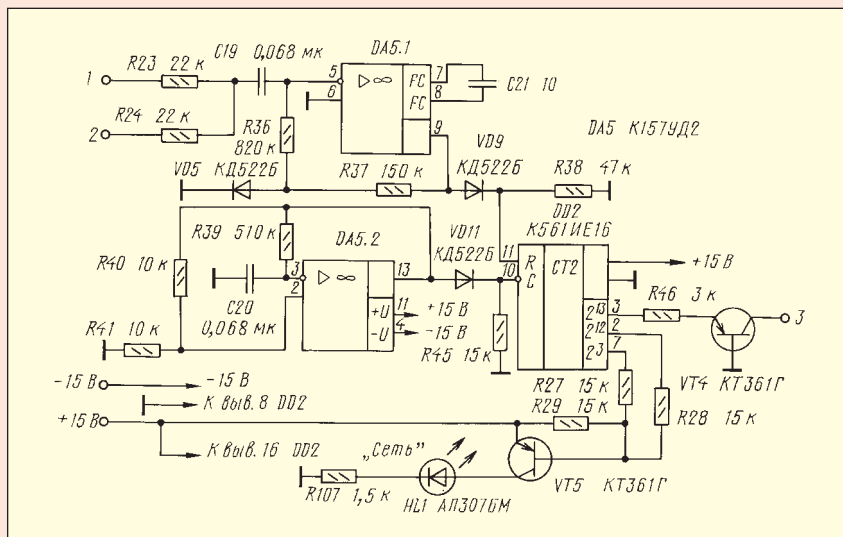 C19
0,068 мк
DA5.1
R23 22 к
1
5
6
▷ ∞
FC
FC
7
8
9
C21 10
R24 22 к
2
R36
820 к
DA5 К157УД2
VD9
КД522Б
VD5 КД522Б
R37 150 к
R38 47 к
DD2
К561ИЕ16
R39 510 к
DA5.2
VD11
КД522Б
R40 10 к
3
2
▷ ∞
13
11
10
R
C
CT2
+15 В
C20
0,068 мк
+U
-U
11
4
+15 В
-15 В
2¹³
2¹²
2³
3
2
7
R46 3 к
3
R41 10 к
R45 15 к
-15 В
-15 В
R27 15 к
VT4 КТ361Г
К выв. 8 DD2
R29 15 к
R28 15 к
+15 В
К выв. 16 DD2
„Сеть"
VT5 КТ361Г
R107 1,5 к
HL1 АЛ307БМ